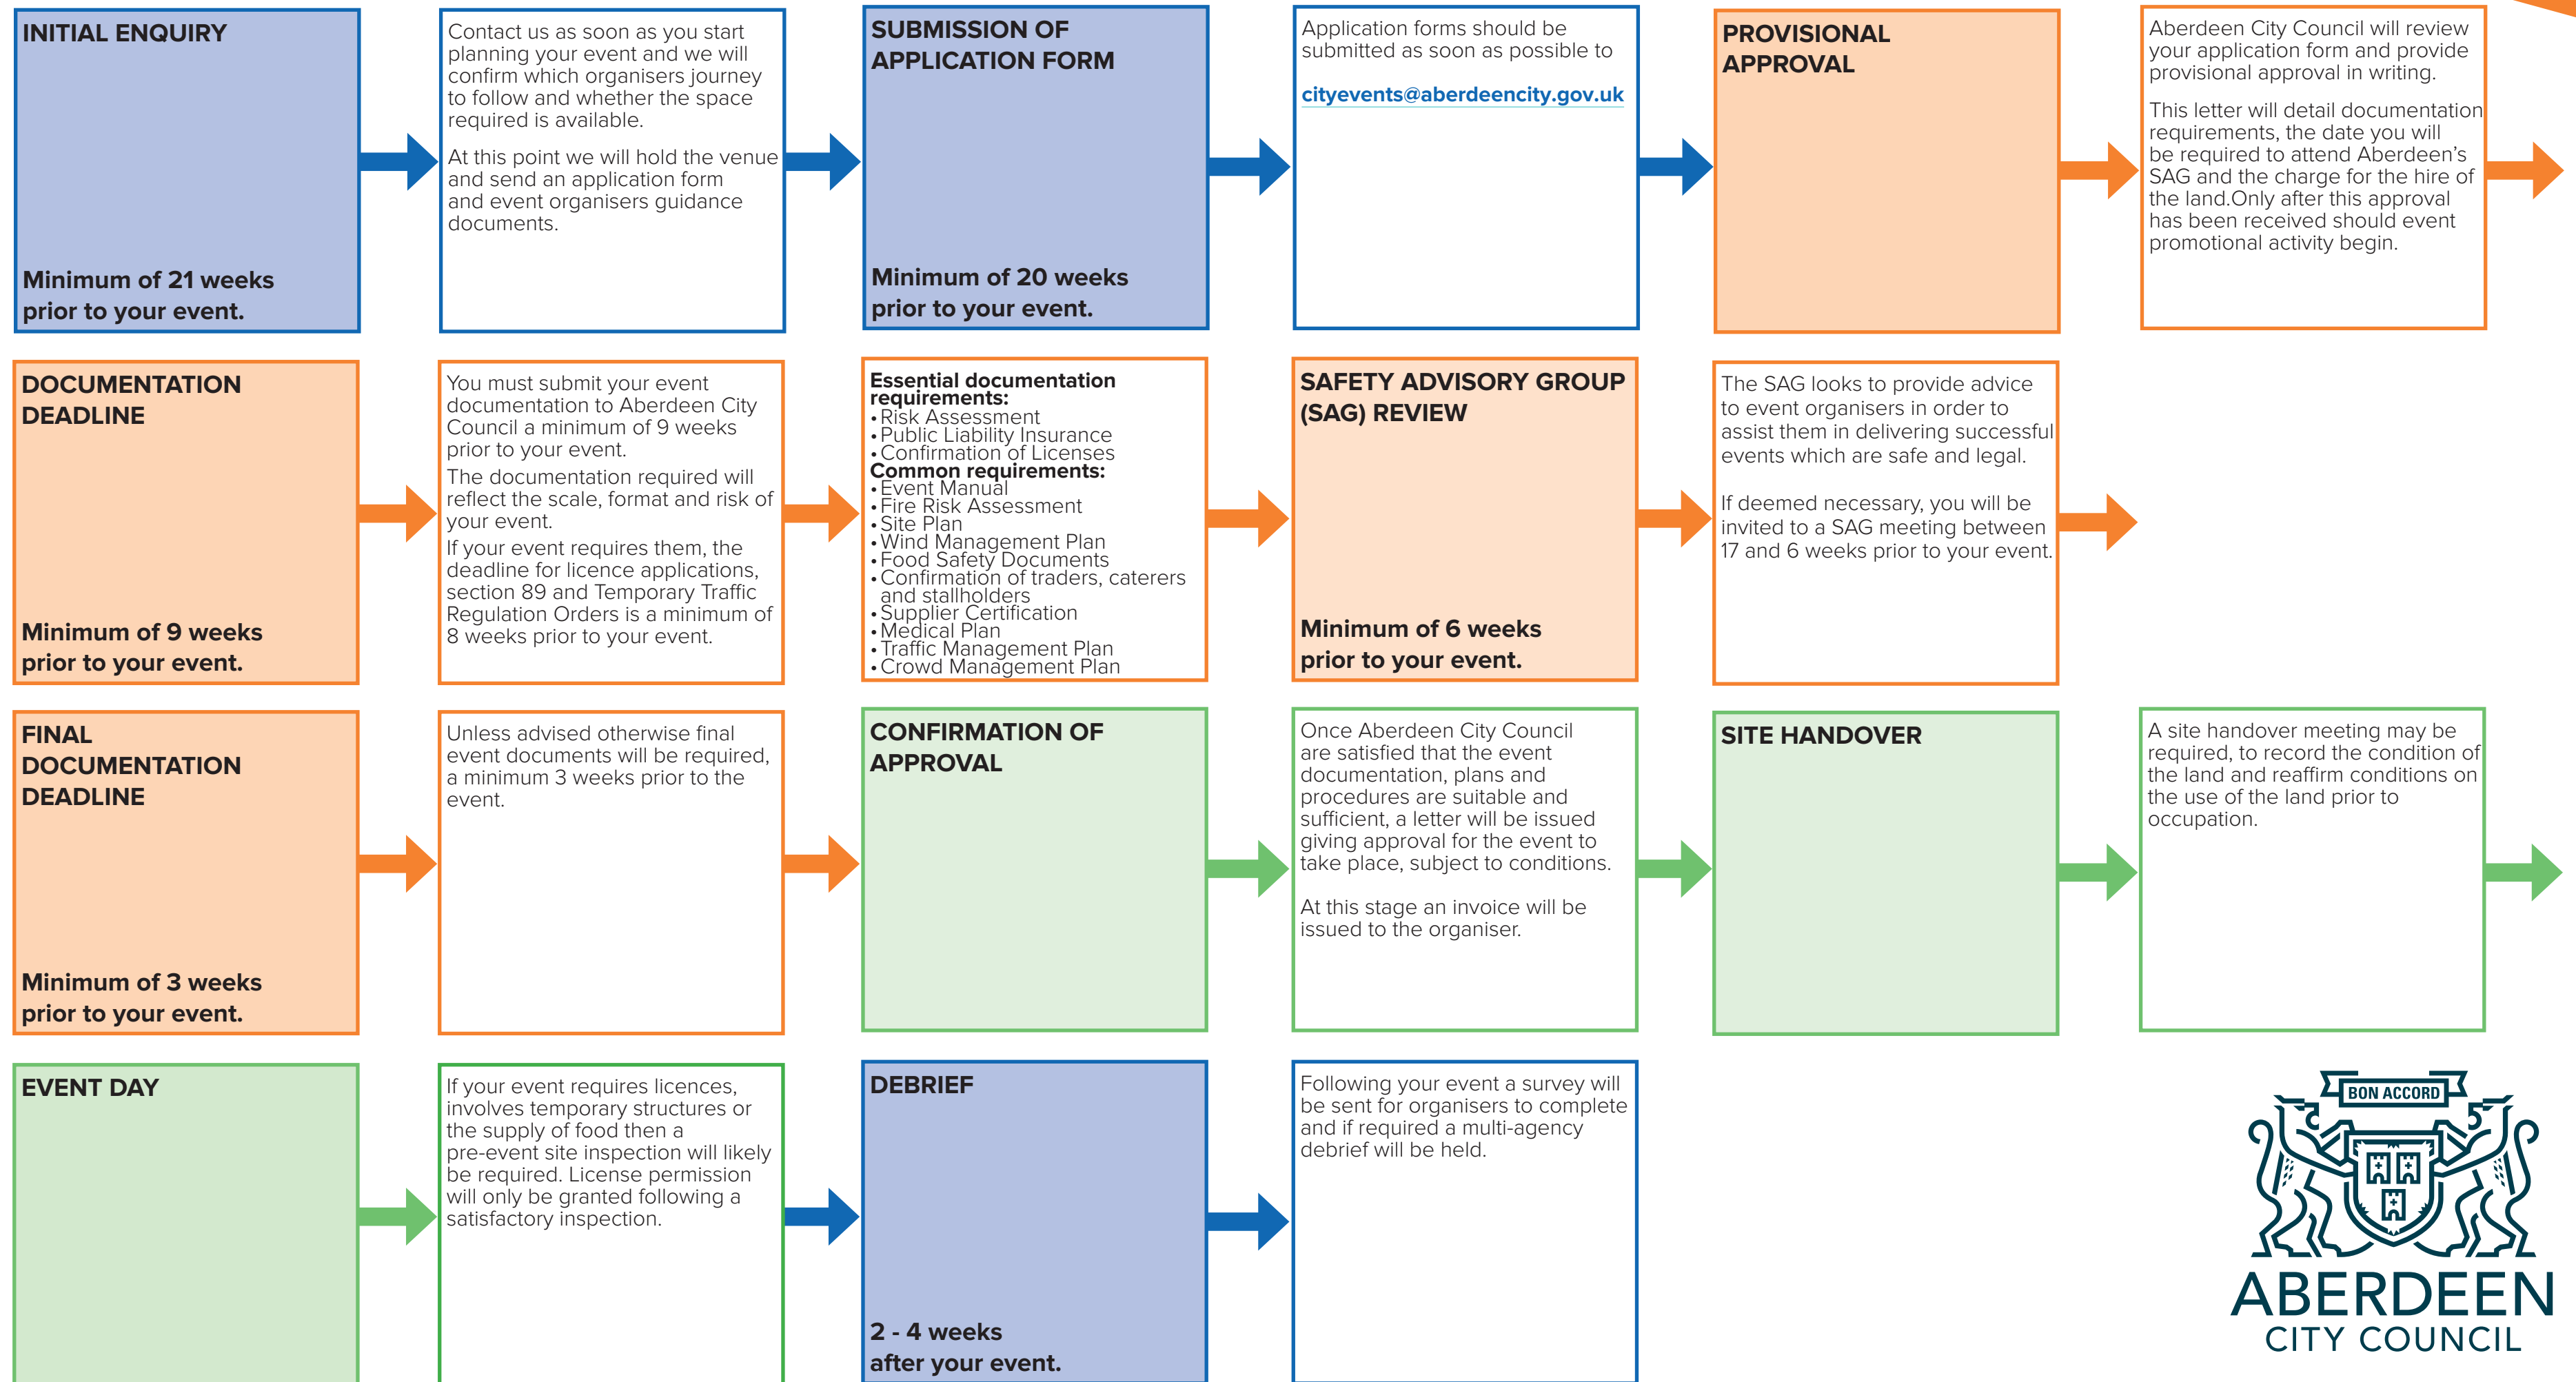 INITIAL ENQUIRY
Minimum of 21 weeks
prior to your event.
Contact us as soon as you start
planning your event and we will
confirm which organisers journey
to follow and whether the space
required is available.
At this point we will hold the venue
and send an application form
and event organisers guidance
documents.
SUBMISSION OF
APPLICATION FORM
Minimum of 20 weeks
prior to your event.
Application forms should be
submitted as soon as possible to
cityevents@aberdeencity.gov.uk
PROVISIONAL
APPROVAL
Aberdeen City Council will review
your application form and provide
provisional approval in writing.
This letter will detail documentation
requirements, the date you will
be required to attend Aberdeen’s
SAG and the charge for the hire of
the land.Only after this approval
has been received should event
promotional activity begin.
DOCUMENTATION
DEADLINE
Minimum of 9 weeks
prior to your event.
You must submit your event
documentation to Aberdeen City
Council a minimum of 9 weeks
prior to your event.
The documentation required will
reflect the scale, format and risk of
your event.
If your event requires them, the
deadline for licence applications,
section 89 and Temporary Traffic
Regulation Orders is a minimum of
8 weeks prior to your event.
Essential documentation
requirements:
• Risk Assessment
• Public Liability Insurance
• Confirmation of Licenses
Common requirements:
• Event Manual
• Fire Risk Assessment
• Site Plan
• Wind Management Plan
• Food Safety Documents
• Confirmation of traders, caterers
and stallholders
• Supplier Certification
• Medical Plan
• Traffic Management Plan
• Crowd Management Plan
SAFETY ADVISORY GROUP
(SAG) REVIEW
Minimum of 6 weeks
prior to your event.
The SAG looks to provide advice
to event organisers in order to
assist them in delivering successful
events which are safe and legal.
If deemed necessary, you will be
invited to a SAG meeting between
17 and 6 weeks prior to your event.
FINAL
DOCUMENTATION
DEADLINE
Minimum of 3 weeks
prior to your event.
Unless advised otherwise final
event documents will be required,
a minimum 3 weeks prior to the
event.
CONFIRMATION OF
APPROVAL
Once Aberdeen City Council
are satisfied that the event
documentation, plans and
procedures are suitable and
sufficient, a letter will be issued
giving approval for the event to
take place, subject to conditions.
At this stage an invoice will be
issued to the organiser.
SITE HANDOVER
A site handover meeting may be
required, to record the condition of
the land and reaffirm conditions on
the use of the land prior to
occupation.
EVENT DAY
If your event requires licences,
involves temporary structures or
the supply of food then a
pre-event site inspection will likely
be required. License permission
will only be granted following a
satisfactory inspection.
DEBRIEF
2 - 4 weeks
after your event.
Following your event a survey will
be sent for organisers to complete
and if required a multi-agency
debrief will be held.
BON ACCORD
ABERDEEN
CITY COUNCIL